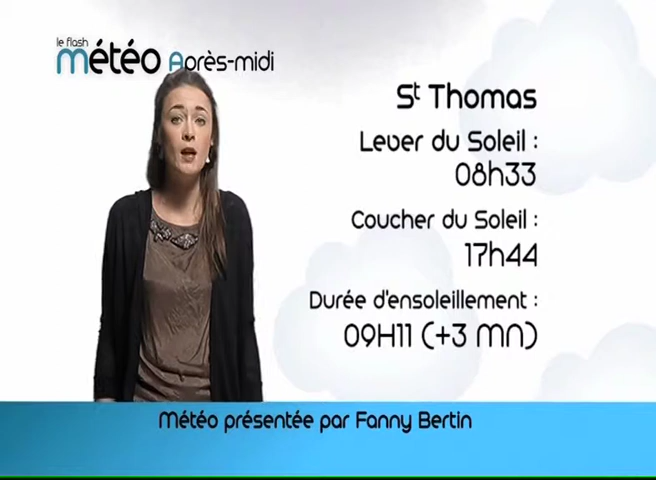 le flash
météo Après-midi
St Thomas
Lever du Soleil :
08h33
Coucher du Soleil :
17h44
Durée d'ensoleillement :
09H11 (+3 mn)
Météo présentée par Fanny Bertin